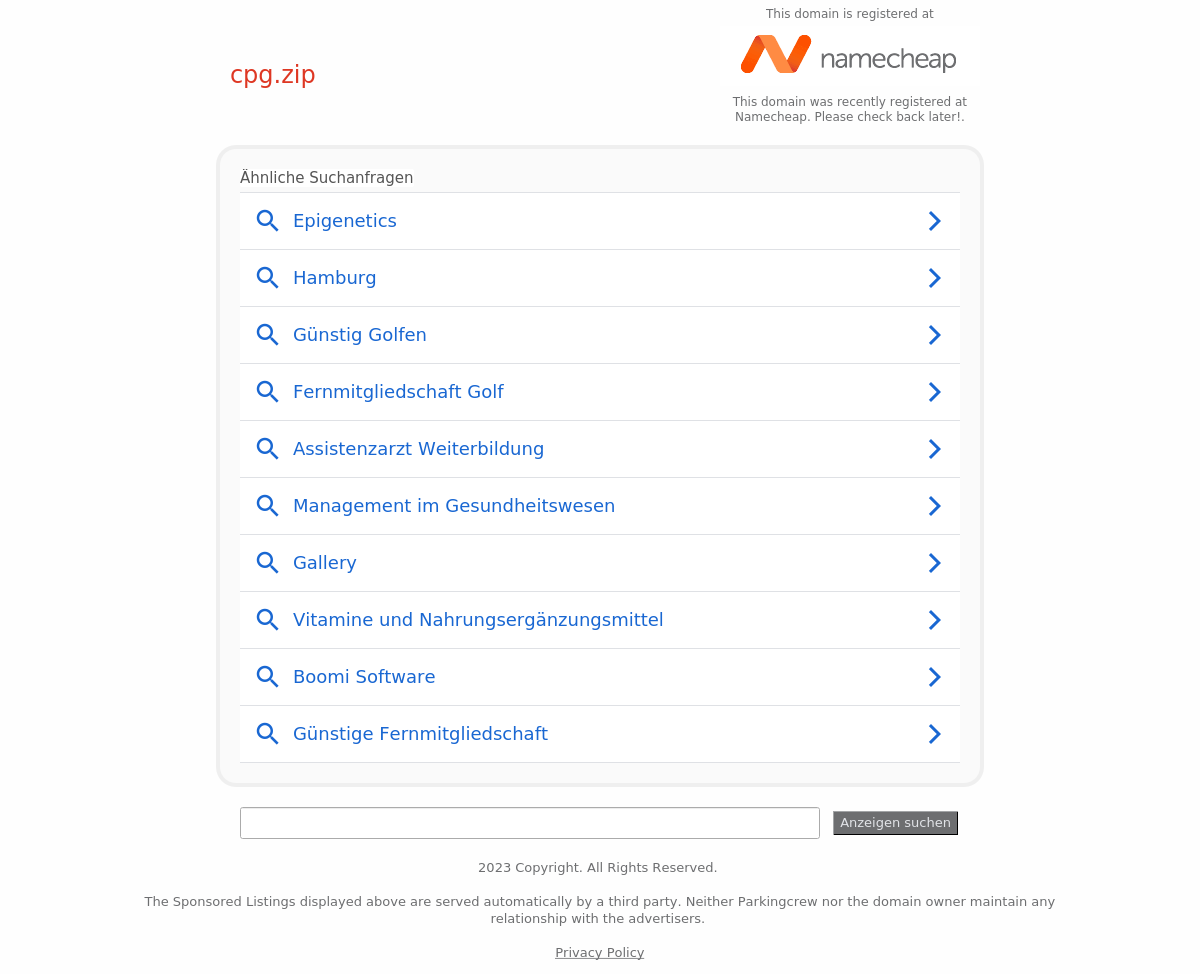 This domain is registered at
namecheap
cpg.zip
This domain was recently registered at
Namecheap. Please check back later!.
Ähnliche Suchanfragen
Epigenetics
Hamburg
Günstig Golfen
Fernmitgliedschaft Golf
Assistenzarzt Weiterbildung
Management im Gesundheitswesen
Gallery
Vitamine und Nahrungsergänzungsmittel
Boomi Software
Günstige Fernmitgliedschaft
Anzeigen suchen
2023 Copyright. All Rights Reserved.
The Sponsored Listings displayed above are served automatically by a third party. Neither Parkingcrew nor the domain owner maintain any
relationship with the advertisers.
Privacy Policy